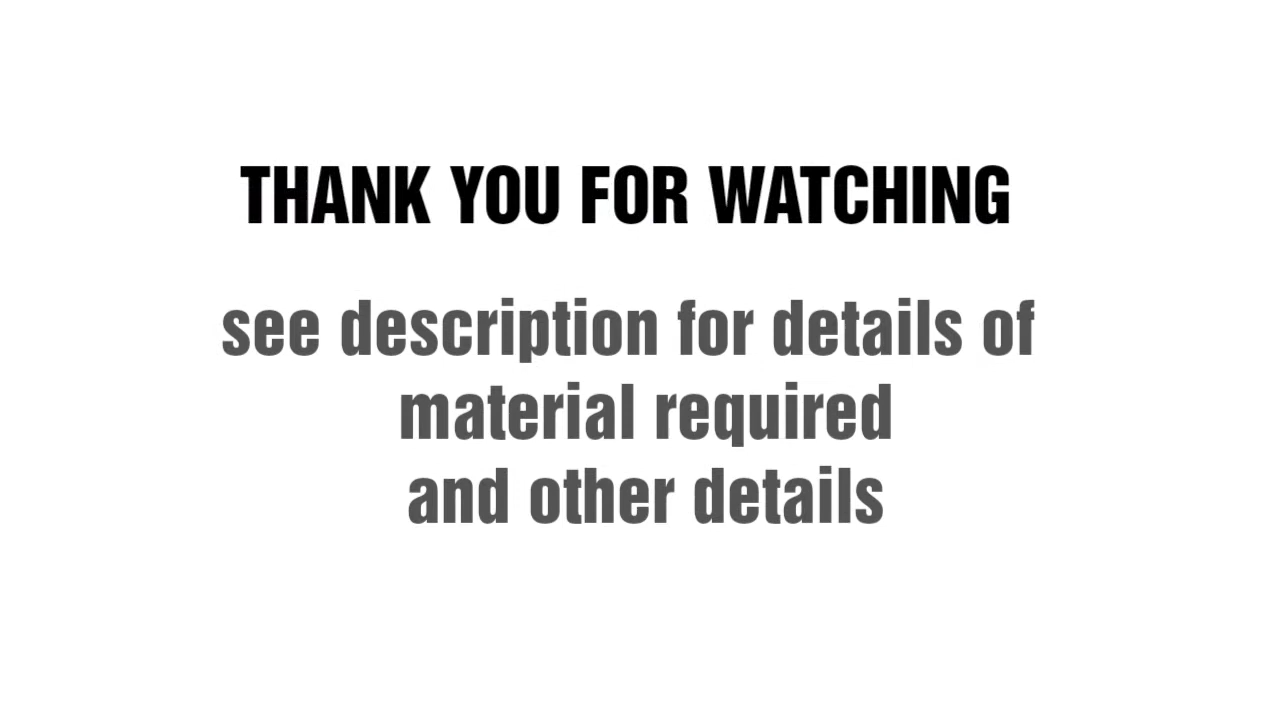 THANK YOU FOR WATCHING
see description for details of
material required
and other details